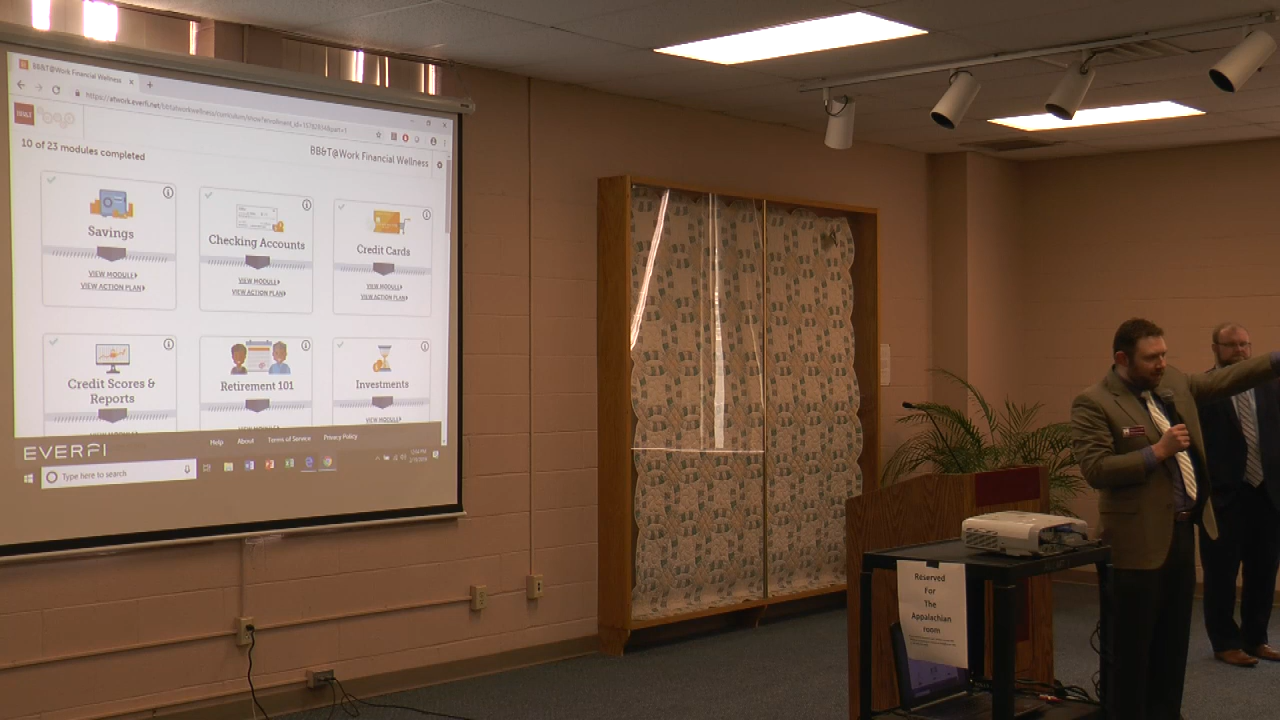 BB&T@Work Financial Wellness
10 of 23 modules completed
BB&T@Work Financial Wellness
Savings
VIEW MODULE
VIEW ACTION PLAN
Checking Accounts
VIEW MODULE
VIEW ACTION PLAN
Credit Cards
VIEW MODULE
VIEW ACTION PLAN
Credit Scores &
Reports
Retirement 101
Investments
VIEW MODULE
EVERFI
Help About Terms of Service Privacy Policy
Type here to search
Reserved
For
The
Appalachian
room